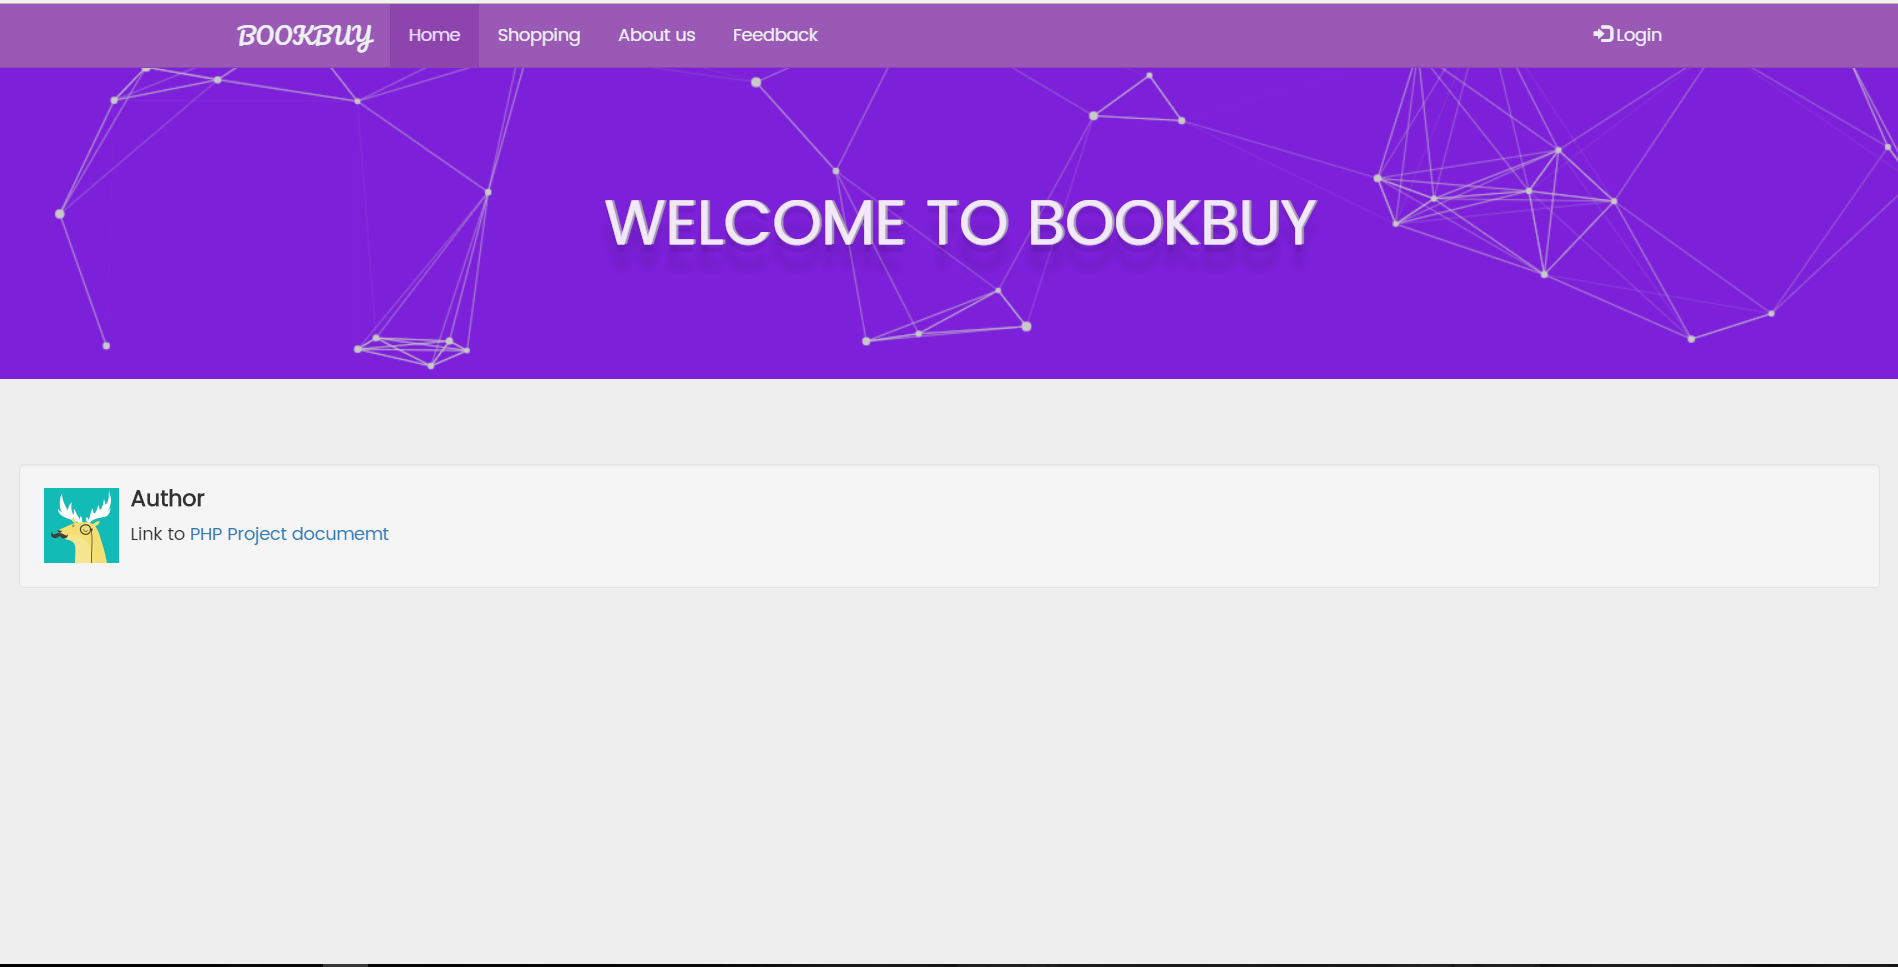 BOOKBUY Home Shopping About us Feedback Login
WELCOME TO BOOKBUY
Author
Link to PHP Project documemt